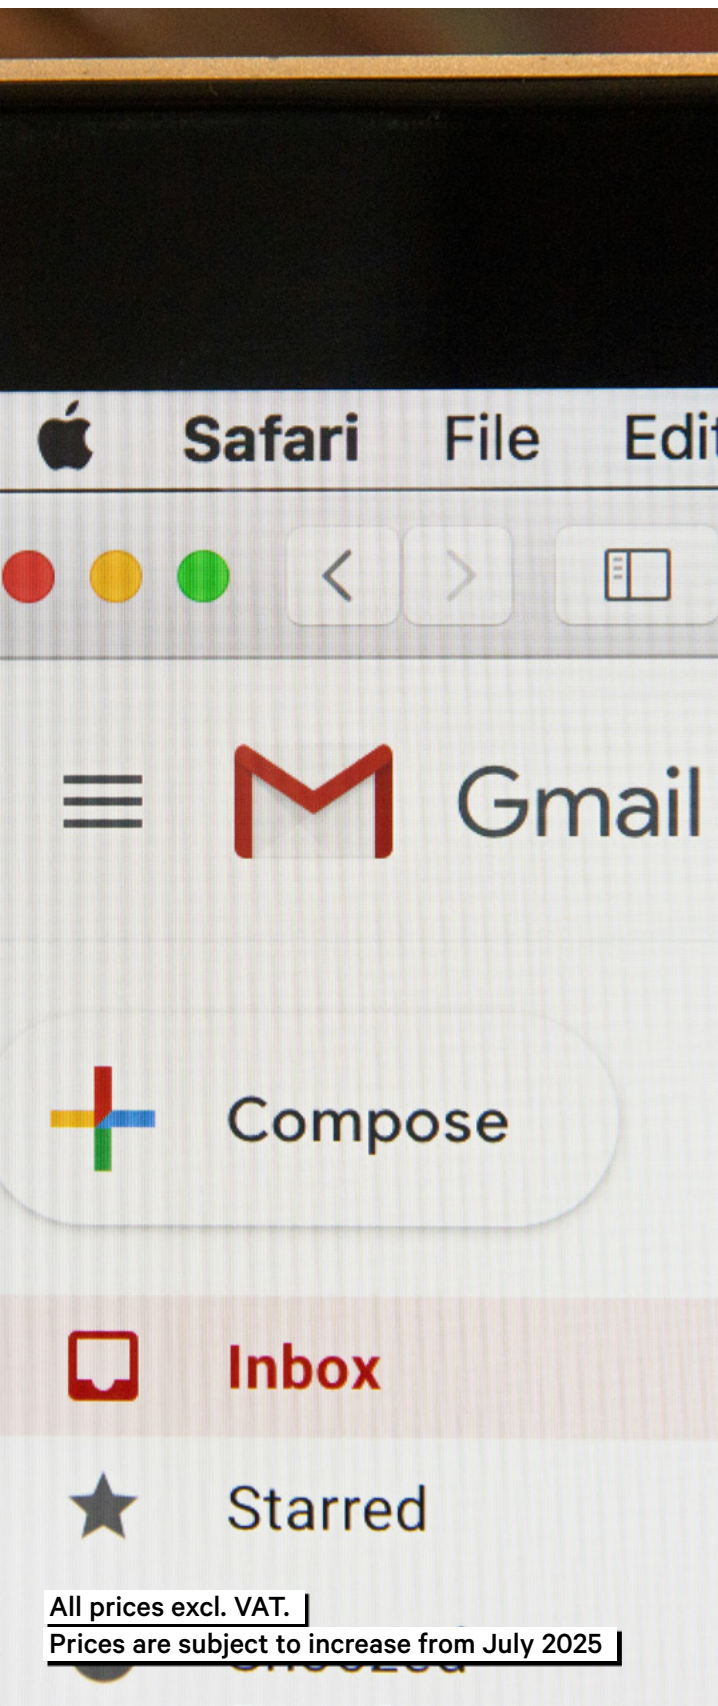 Safari File Edit
Gmail
Compose
Inbox
Starred
All prices excl. VAT.
Prices are subject to increase from July 2025